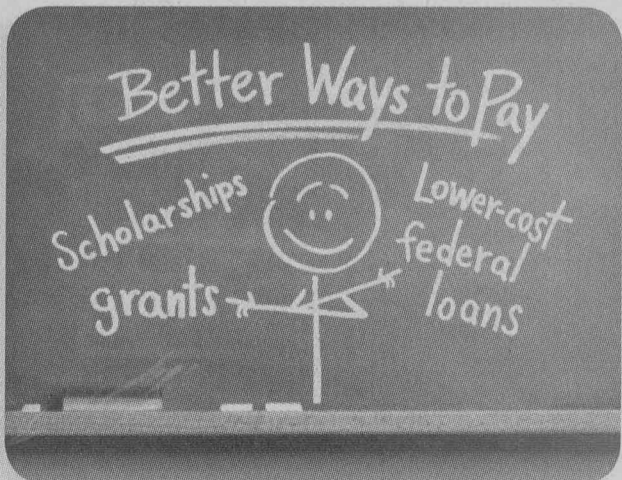 Better Ways to Pay
Scholarships
grants
Lower-cost
federal
loans